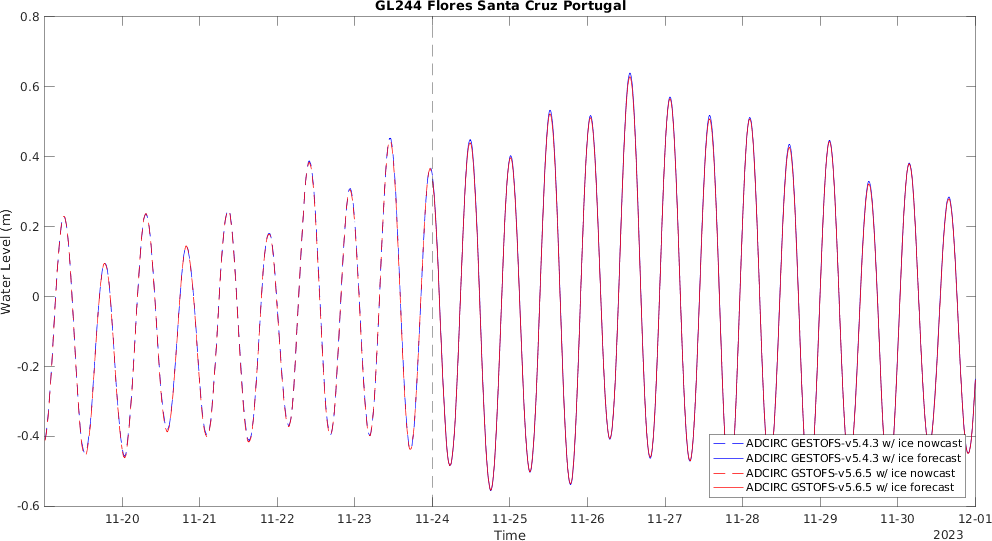 GL244 Flores Santa Cruz Portugal
0.8
0.6
0.4
0.2
0
-0.2
-0.4
-0.6
Water Level (m)
ADCIRC GESTOFS-v5.4.3 w/ ice nowcast
ADCIRC GESTOFS-v5.4.3 w/ ice forecast
ADCIRC GSTOFS-v5.6.5 w/ ice nowcast
ADCIRC GSTOFS-v5.6.5 w/ ice forecast
11-20 11-21 11-22 11-23 11-24 11-25 11-26 11-27 11-28 11-29 11-30 12-01
Time
2023